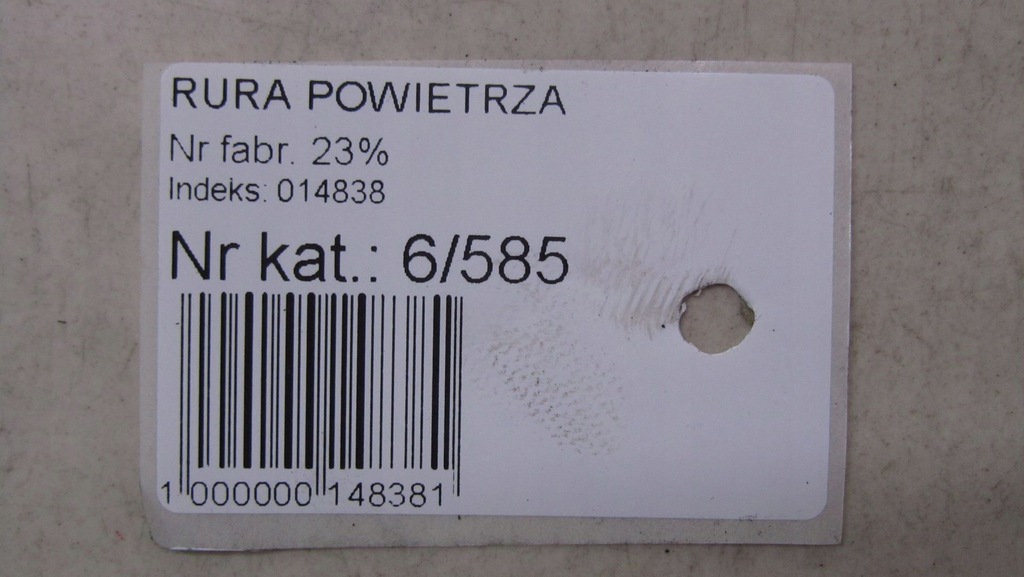 RURA POWIETRZA
Nr fabr. 23%
Indeks: 014838
Nr kat.: 6/585
1 000000 148381